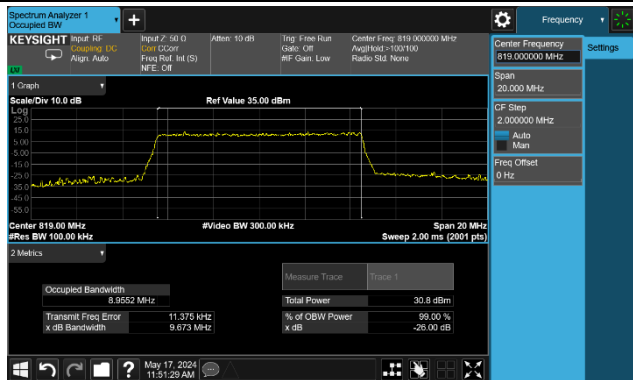 Spectrum Analyzer 1
Occupied BW
Frequency
KEYSIGHT Input: RF Input Z: 50 Ω Atten: 10 dB Trig: Free Run Center Freq: 819.000000 MHz
Coupling: DC Corr CCorr Gate: Off Avg|Hold:>100/100
Align: Auto Freq Ref: Int (S) #IF Gain: Low Radio Std: None
NFE: Off
Center Frequency
819.000000 MHz
Settings
Span
20.000 MHz
CF Step
2.000000 MHz
Auto
Man
Freq Offset
0 Hz
1 Graph
Scale/Div 10.0 dB Ref Value 35.00 dBm
Log
25.0
15.0
5.00
-5.00
-15.0
-25.0
-35.0
-45.0
-55.0
Center 819.00 MHz #Video BW 300.00 kHz Span 20 MHz
#Res BW 100.00 kHz Sweep 2.00 ms (2001 pts)
2 Metrics
Measure Trace Trace 1
Occupied Bandwidth
8.9552 MHz Total Power 30.8 dBm
Transmit Freq Error 11.375 kHz % of OBW Power 99.00 %
x dB Bandwidth 9.673 MHz x dB -26.00 dB
May 17, 2024
11:51:29 AM